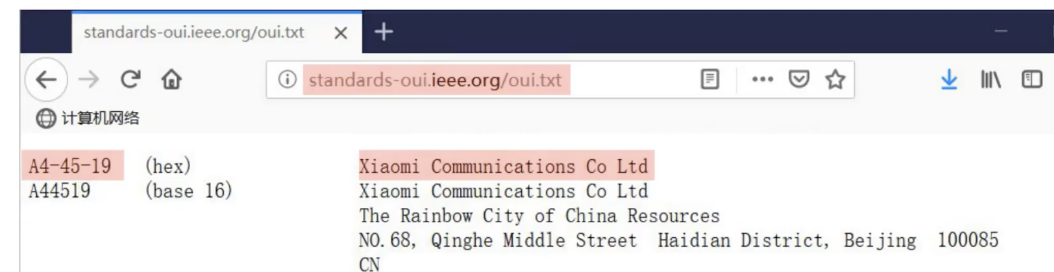 standards-oui.ieee.org/oui.txt
standards-oui.ieee.org/oui.txt
计算机网络
A4-45-19 (hex) Xiaomi Communications Co Ltd
A44519 (base 16) Xiaomi Communications Co Ltd
The Rainbow City of China Resources
NO.68, Qinghe Middle Street Haidian District, Beijing 100085
CN